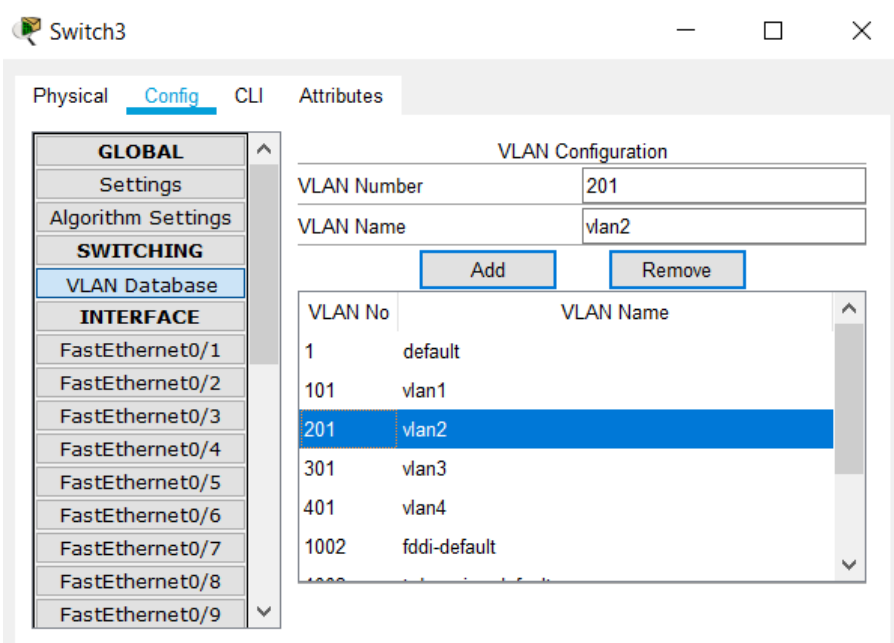 Switch3
Physical Config CLI Attributes
GLOBAL
Settings
Algorithm Settings
SWITCHING
VLAN Database
INTERFACE
FastEthernet0/1
FastEthernet0/2
FastEthernet0/3
FastEthernet0/4
FastEthernet0/5
FastEthernet0/6
FastEthernet0/7
FastEthernet0/8
FastEthernet0/9
VLAN Configuration
VLAN Number 201
VLAN Name vlan2
Add Remove
VLAN No VLAN Name
1 default
101 vlan1
201 vlan2
301 vlan3
401 vlan4
1002 fddi-default